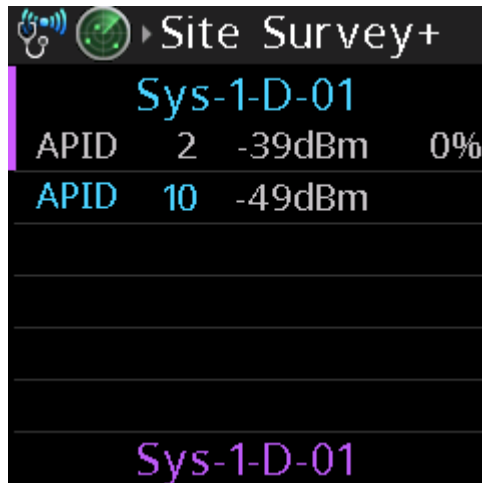 Site Survey+
Sys-1-D-01
APID 2 -39dBm 0%
APID 10 -49dBm
Sys-1-D-01